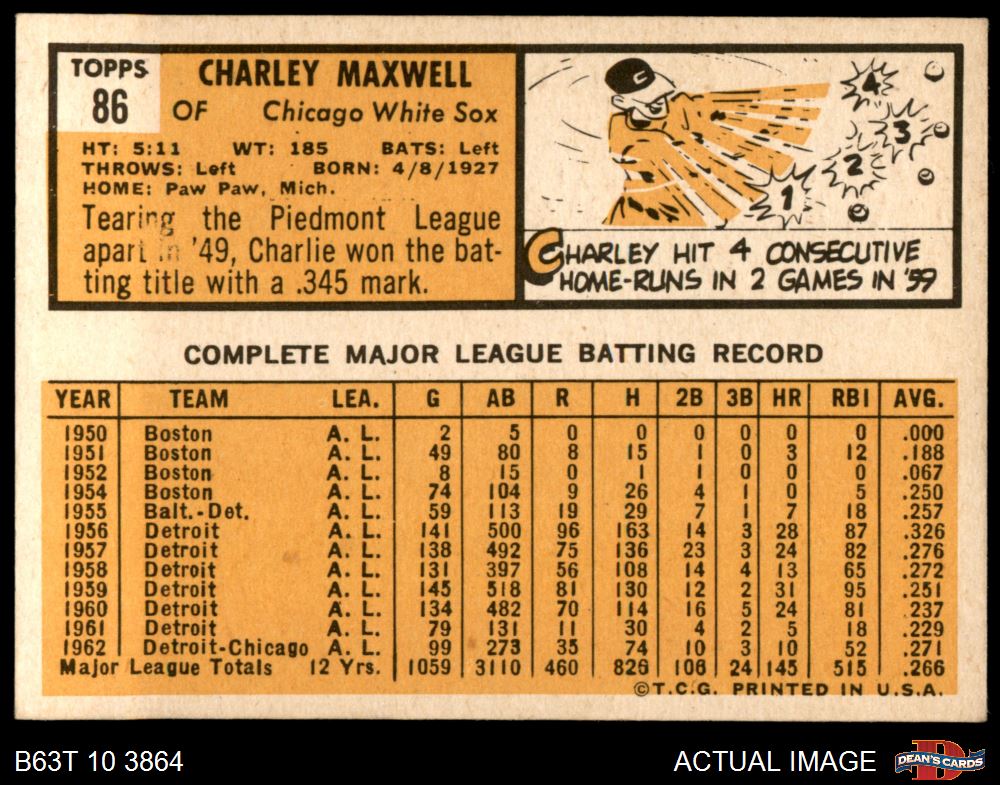 TOPPS
86
CHARLEY MAXWELL
OF Chicago White Sox
HT: 5:11 WT: 185 BATS: Left
THROWS: Left BORN: 4/8/1927
HOME: Paw Paw, Mich.
Tearing the Piedmont League
apart in '49, Charlie won the bat-
ting title with a .345 mark.
C
1
2
3
4
CHARLEY HIT 4 CONSECUTIVE
HOME-RUNS IN 2 GAMES IN '59
COMPLETE MAJOR LEAGUE BATTING RECORD
YEAR TEAM LEA. G AB R H 2B 3B HR RBI AVG.
1950 Boston A. L. 2 5 0 0 0 0 0 0 .000
1951 Boston A. L. 49 80 8 15 1 0 3 12 .188
1952 Boston A. L. 8 15 0 1 1 0 0 0 .067
1954 Boston A. L. 74 104 9 26 4 1 0 5 .250
1955 Balt.-Det. A. L. 59 113 19 29 7 1 7 18 .257
1956 Detroit A. L. 141 500 96 163 14 3 28 87 .326
1957 Detroit A. L. 138 492 75 136 23 3 24 82 .276
1958 Detroit A. L. 131 397 56 108 14 4 13 65 .272
1959 Detroit A. L. 145 518 81 130 12 2 31 95 .251
1960 Detroit A. L. 134 482 70 114 16 5 24 81 .237
1961 Detroit A. L. 79 131 11 30 4 2 5 18 .229
1962 Detroit-Chicago A. L. 99 273 35 74 10 3 10 52 .271
Major League Totals 12 Yrs. 1059 3110 460 826 106 24 145 515 .266
©T.C.G. PRINTED IN U.S.A.
B63T 10 3864
ACTUAL IMAGE
D
DEAN'S CARDS